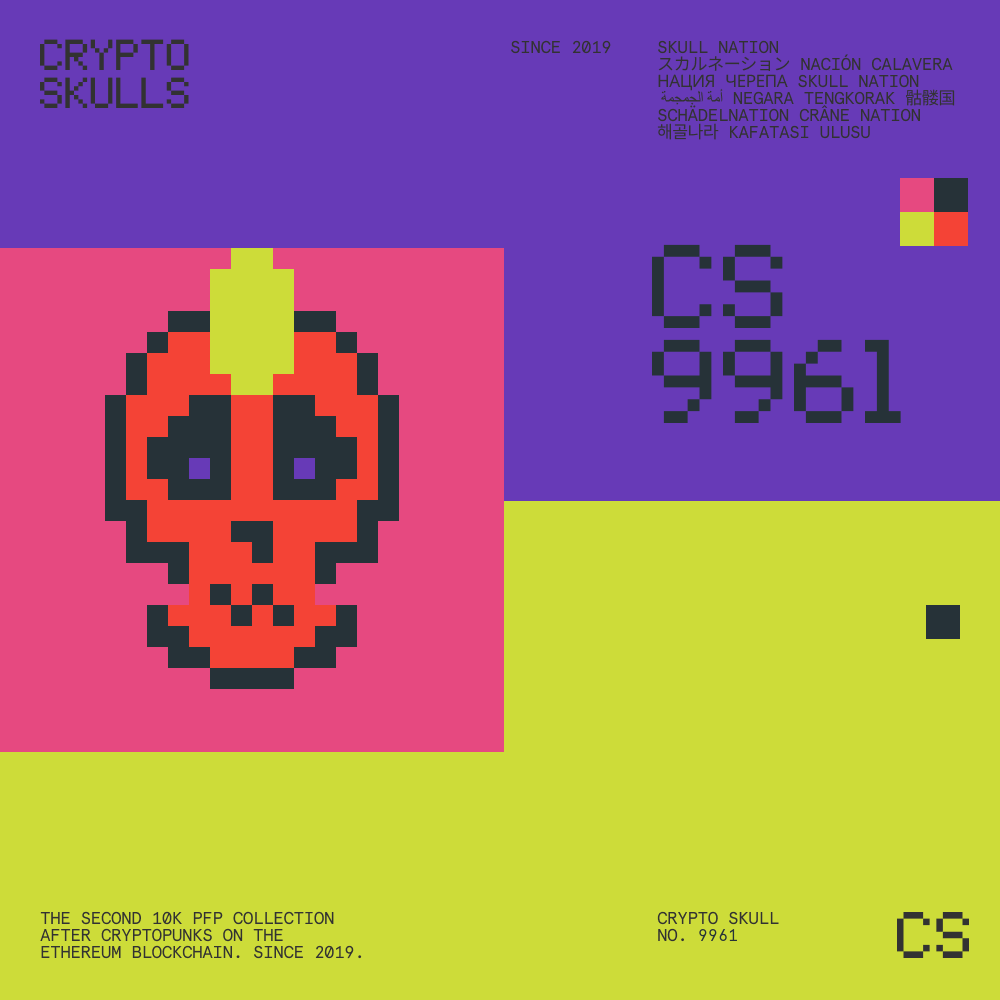 CRYPTO
SKULLS
SINCE 2019
SKULL NATION
スカルネーション NACIÓN CALAVERA
НАЦИЯ ЧЕРЕПА SKULL NATION
أمة الجمجمة NEGARA TENGKORAK 骷髅国
SCHÄDELNATION CRÂNE NATION
해골나라 KAFATASI ULUSU
CS
9961
THE SECOND 10K PFP COLLECTION
AFTER CRYPTOPUNKS ON THE
ETHEREUM BLOCKCHAIN. SINCE 2019.
CRYPTO SKULL
NO. 9961
CS